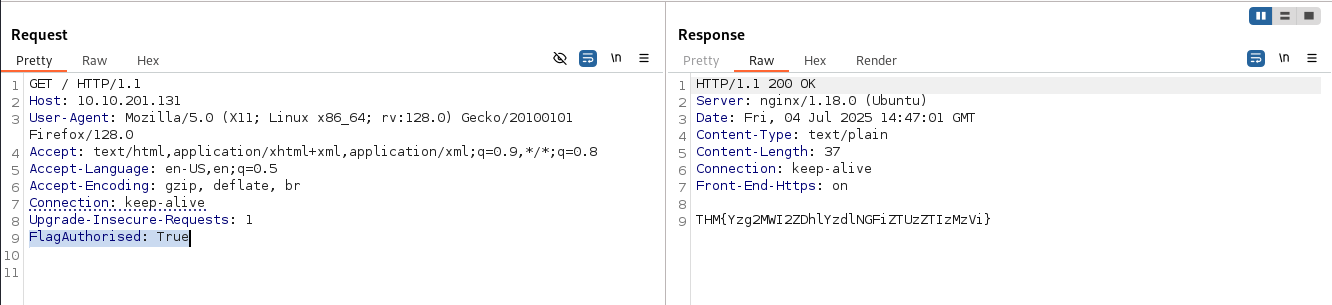 Request
Pretty Raw Hex \n
1 GET / HTTP/1.1
2 Host: 10.10.201.131
3 User-Agent: Mozilla/5.0 (X11; Linux x86_64; rv:128.0) Gecko/20100101
Firefox/128.0
4 Accept: text/html,application/xhtml+xml,application/xml;q=0.9,*/*;q=0.8
5 Accept-Language: en-US,en;q=0.5
6 Accept-Encoding: gzip, deflate, br
7 Connection: keep-alive
8 Upgrade-Insecure-Requests: 1
9 FlagAuthorised: True
10
11
Response
Pretty Raw Hex Render \n
1 HTTP/1.1 200 OK
2 Server: nginx/1.18.0 (Ubuntu)
3 Date: Fri, 04 Jul 2025 14:47:01 GMT
4 Content-Type: text/plain
5 Content-Length: 37
6 Connection: keep-alive
7 Front-End-Https: on
8
9 THM{Yzg2MWI2ZDhlYzdlNGFiZTUzZTIzMzVi}